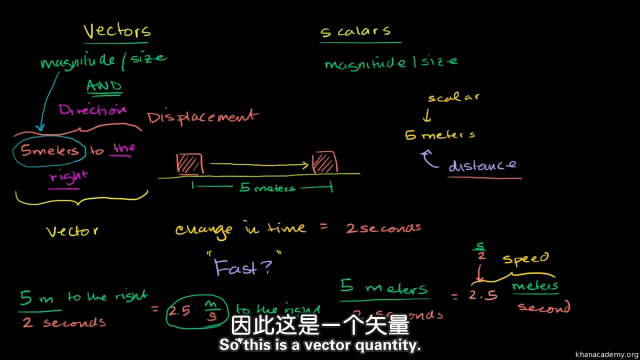 Vectors
magnitude / size
AND
Direction
Displacement
5 meters to the
right
vector
scalars
magnitude / size
scalar
5 meters
distance
5 meters
change in time = 2 seconds
"Fast?"
5 m to the right
2 seconds
= 2.5 m
s to the right
5 meters
2 seconds
5
2
speed
= 2.5 meters
second
因此这是一个矢量
So this is a vector quantity.
khanacademy.org